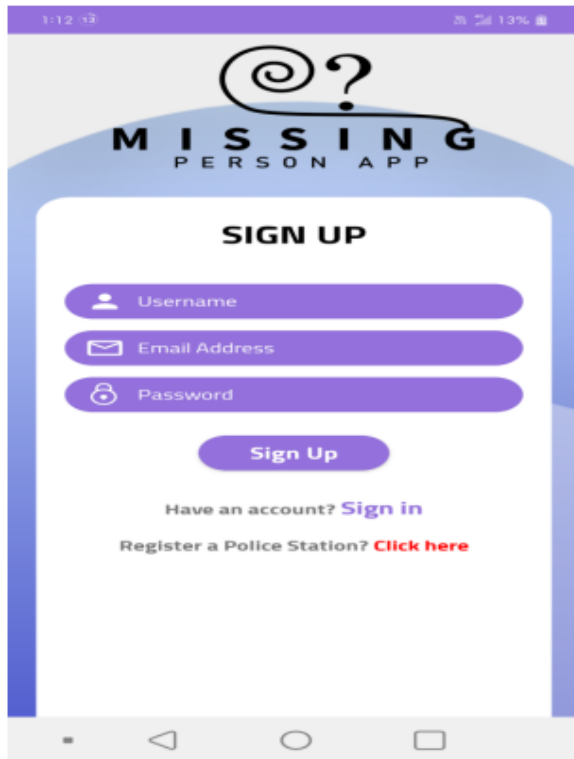 1:12 13%
?
MISSING
PERSON APP
SIGN UP
Username
Email Address
Password
Sign Up
Have an account? Sign in
Register a Police Station? Click here